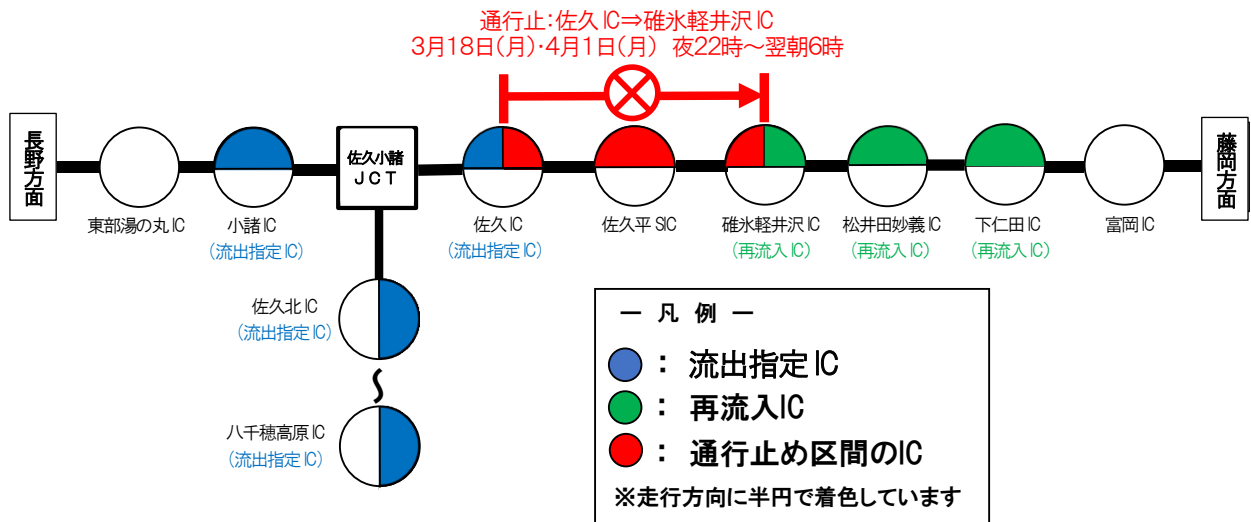 通行止:佐久IC⇒碓氷軽井沢IC
3月18日(月)・4月1日(月) 夜22時～翌朝6時
長野方面
佐久小諸
JCT
藤岡方面
東部湯の丸IC
小諸IC
(流出指定IC)
佐久IC
(流出指定IC)
佐久平SIC
碓氷軽井沢IC
(再流入IC)
松井田妙義IC
(再流入IC)
下仁田IC
(再流入IC)
富岡IC
佐久北IC
(流出指定IC)
八千穂高原IC
(流出指定IC)
ー 凡 例 ー
： 流出指定IC
： 再流入IC
： 通行止め区間のIC
※走行方向に半円で着色しています